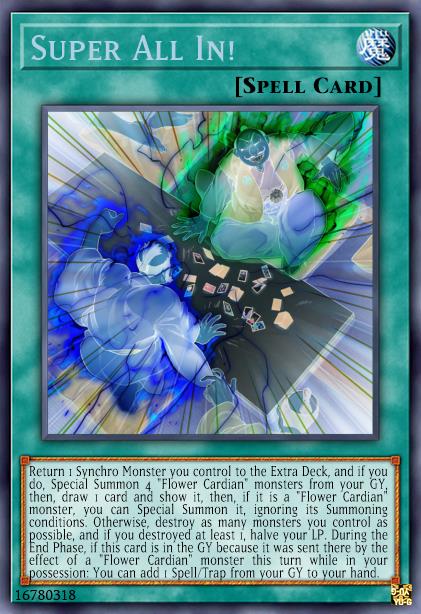 SUPER ALL IN!
魔
[SPELL CARD]
Return 1 Synchro Monster you control to the Extra Deck, and if you
do, Special Summon 4 "Flower Cardian" monsters from your GY,
then, draw 1 card and show it, then, if it is a "Flower Cardian"
monster, you can Special Summon it, ignoring its Summoning
conditions. Otherwise, destroy as many monsters you control as
possible, and if you destroyed at least 1, halve your LP. During the
End Phase, if this card is in the GY because it was sent there by the
effect of a "Flower Cardian" monster this turn while in your
possession: You can add 1 Spell/Trap from your GY to your hand.
16780318